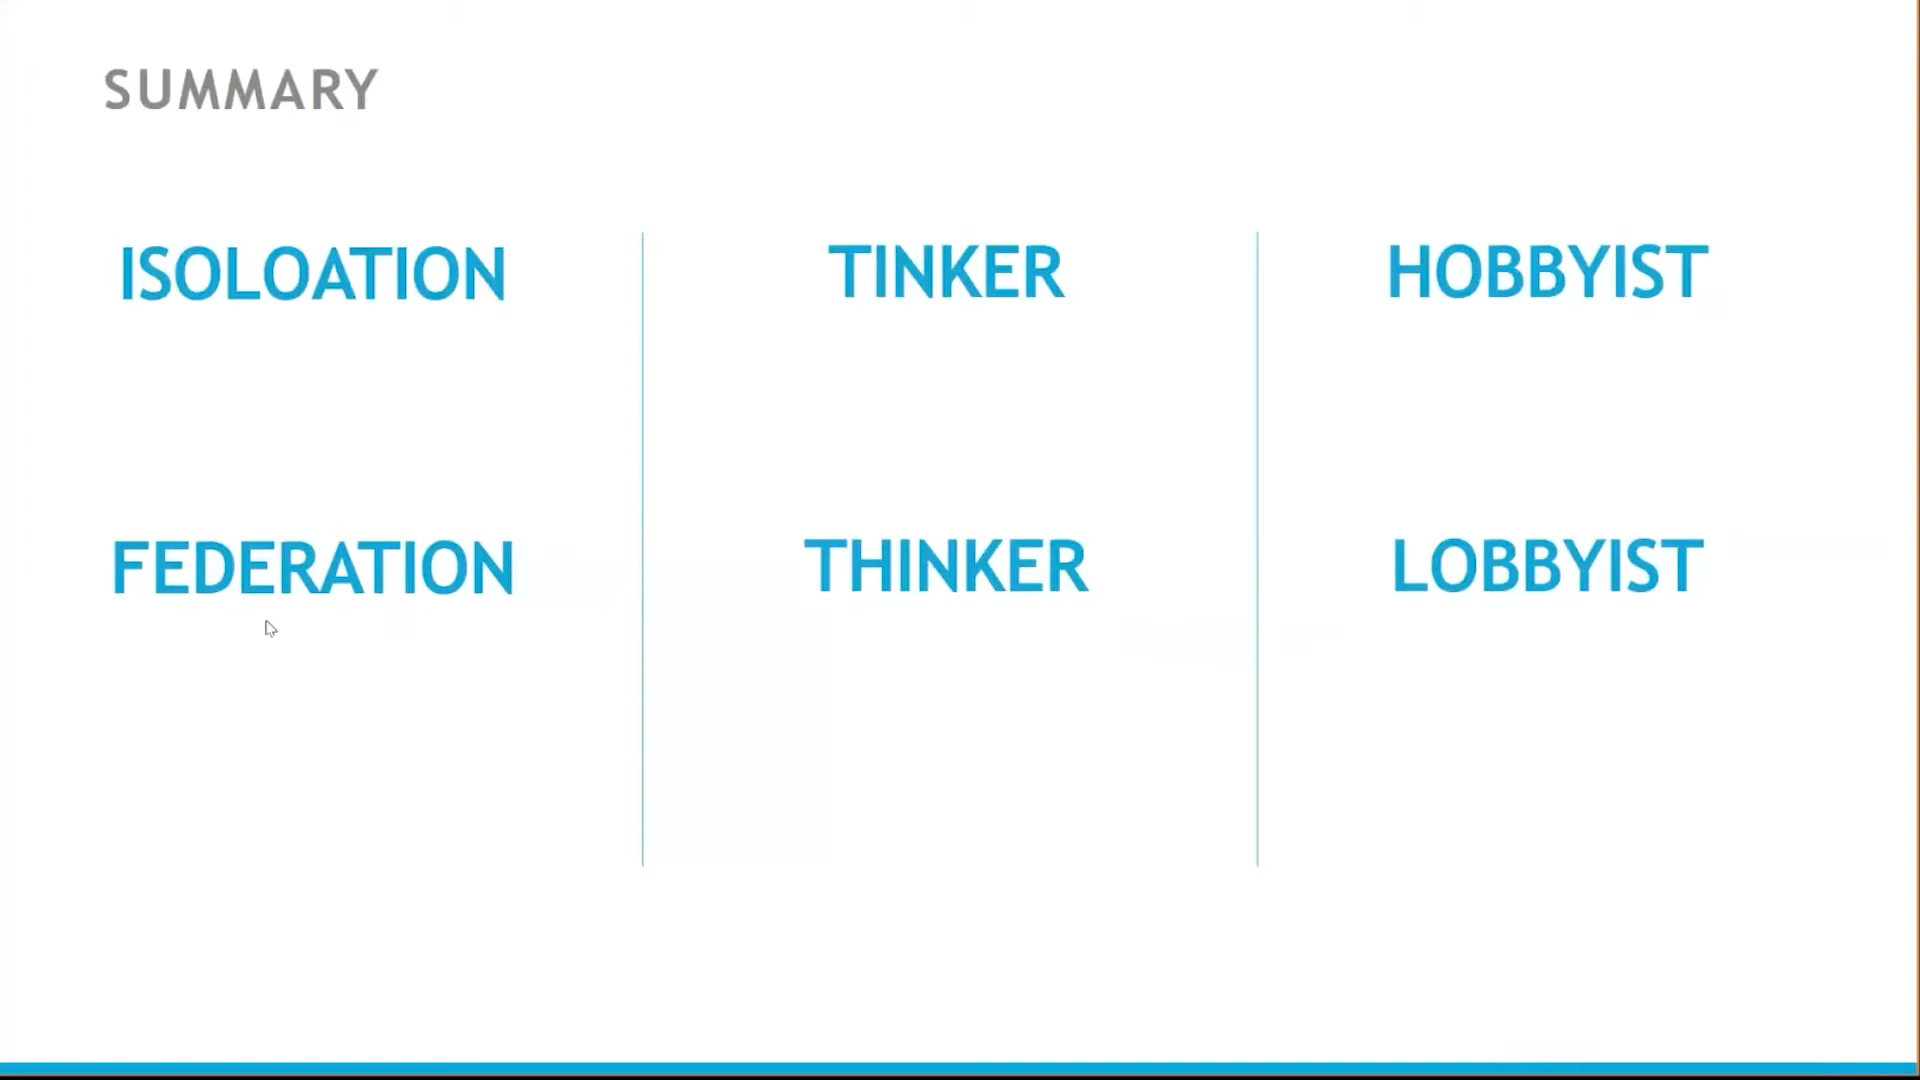 SUMMARY
ISOLOATION
TINKER
HOBBYIST
FEDERATION
THINKER
LOBBYIST